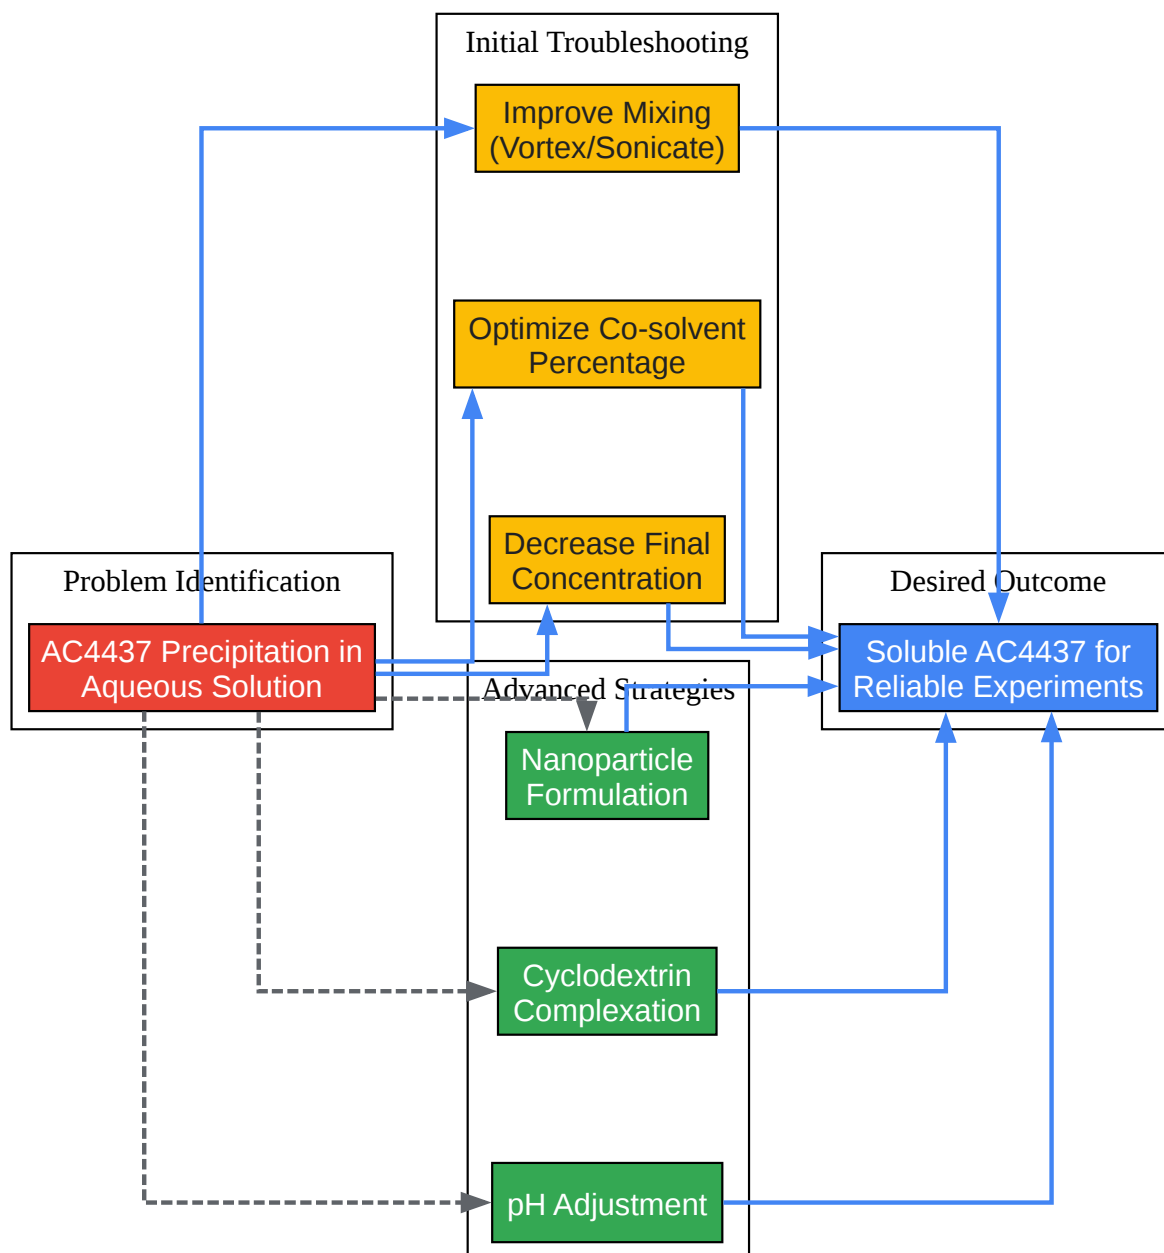 Initial Troubleshooting
Improve Mixing
(Vortex/Sonicate)
Optimize Co-solvent
Percentage
Decrease Final
Concentration
Problem Identification
AC4437 Precipitation in
Aqueous Solution
Desired Outcome
Soluble AC4437 for
Reliable Experiments
Advanced Strategies
Nanoparticle
Formulation
Cyclodextrin
Complexation
pH Adjustment